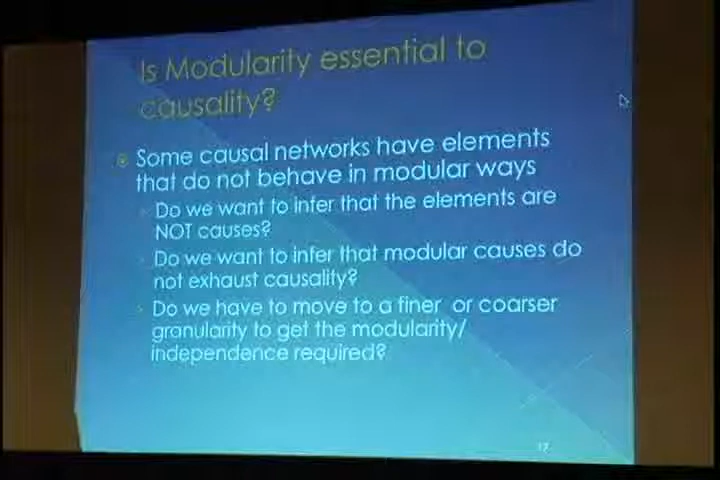 Is Modularity essential to
causality?
Some causal networks have elements
that do not behave in modular ways
Do we want to infer that the elements are
NOT causes?
Do we want to infer that modular causes do
not exhaust causality?
Do we have to move to a finer or coarser
granularity to get the modularity/
independence required?
17